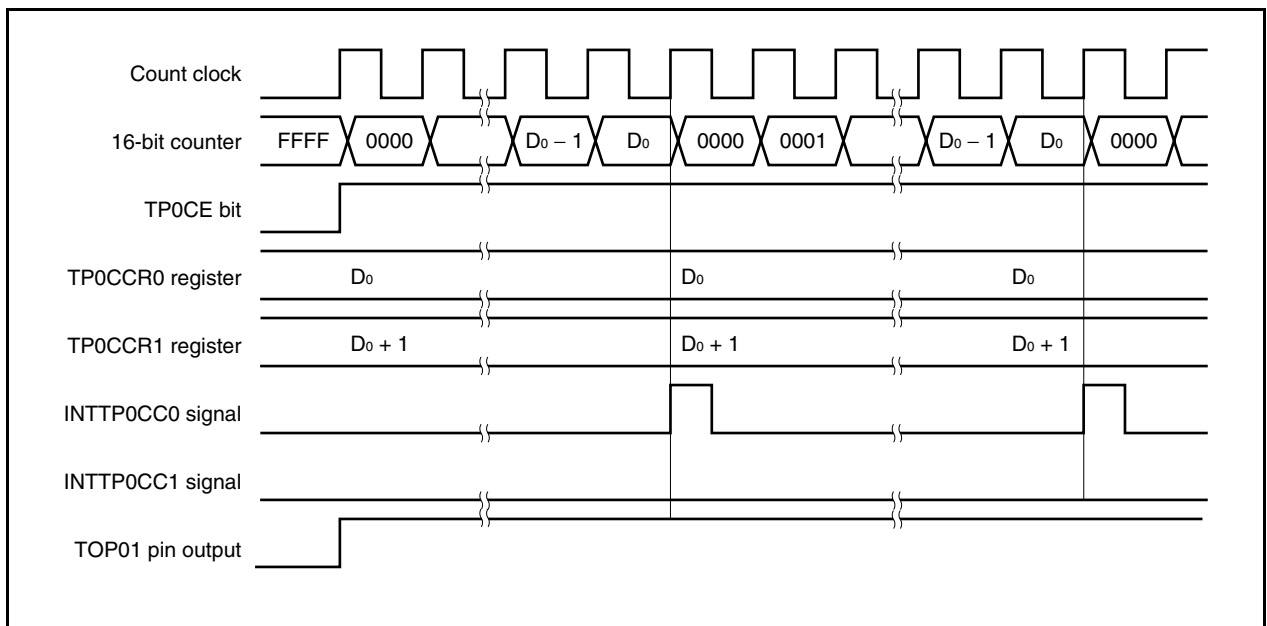 Count clock
16-bit counter FFFF 0000 D₀ − 1 D₀ 0000 0001 D₀ − 1 D₀ 0000
TP0CE bit
TP0CCR0 register D₀ D₀ D₀
TP0CCR1 register D₀ + 1 D₀ + 1 D₀ + 1
INTTP0CC0 signal
INTTP0CC1 signal
TOP01 pin output